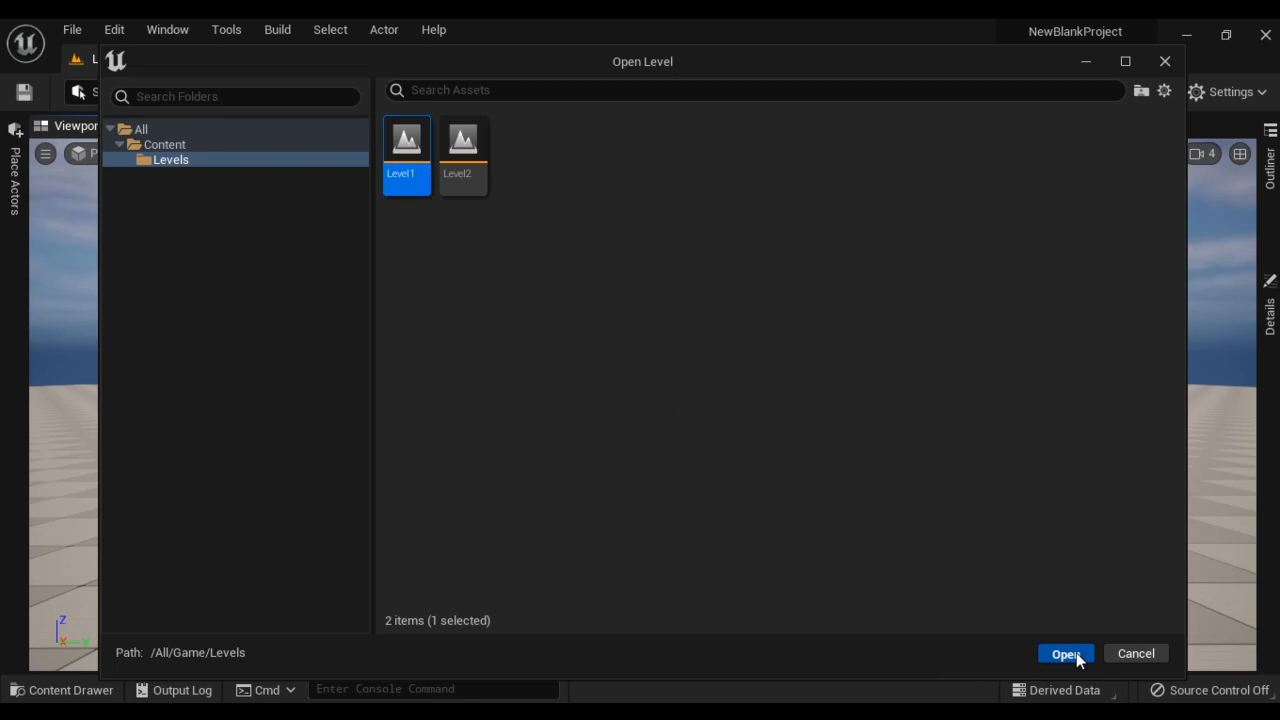 File Edit Window Tools Build Select Actor Help NewBlankProject
Open Level
Search Folders
Search Assets
Settings
All
Content
Levels
Level1 Level2
Viewpor
4
Place Actors
Outliner
Details
Z
X Y
2 items (1 selected)
Path: /All/Game/Levels
Open Cancel
Content Drawer Output Log Cmd Enter Console Command Derived Data Source Control Off